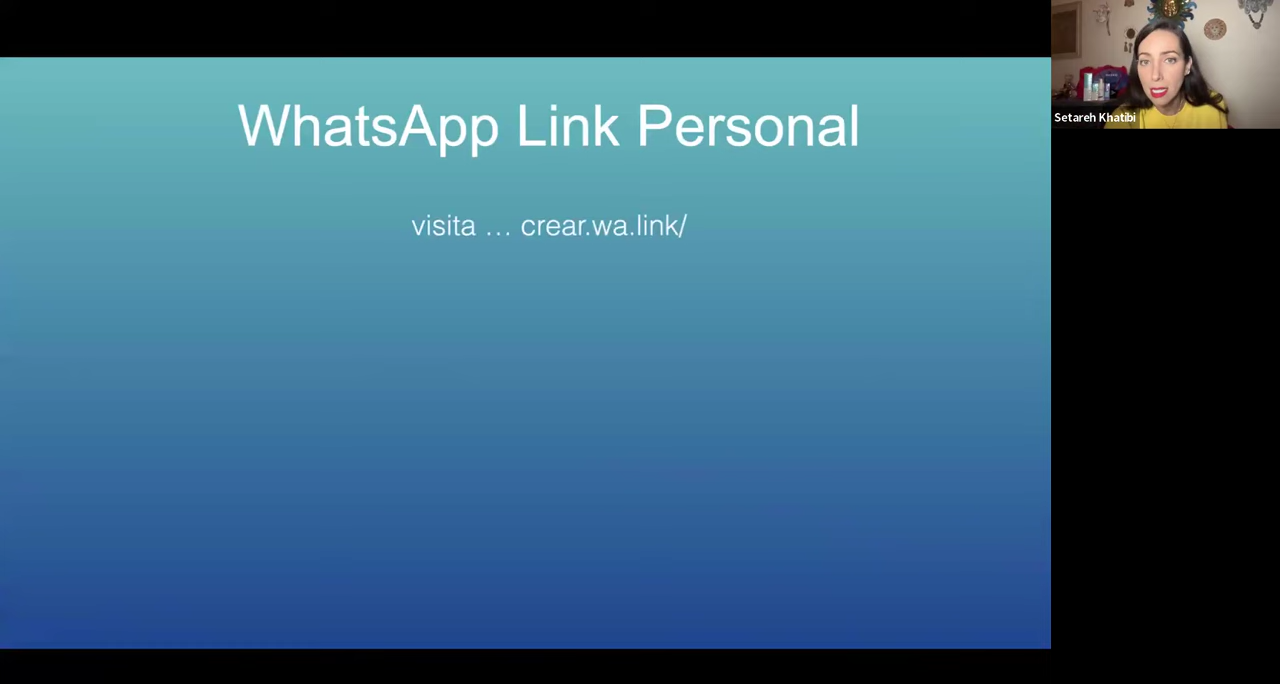 WhatsApp Link Personal
visita … crear.wa.link/
Setareh Khatibi